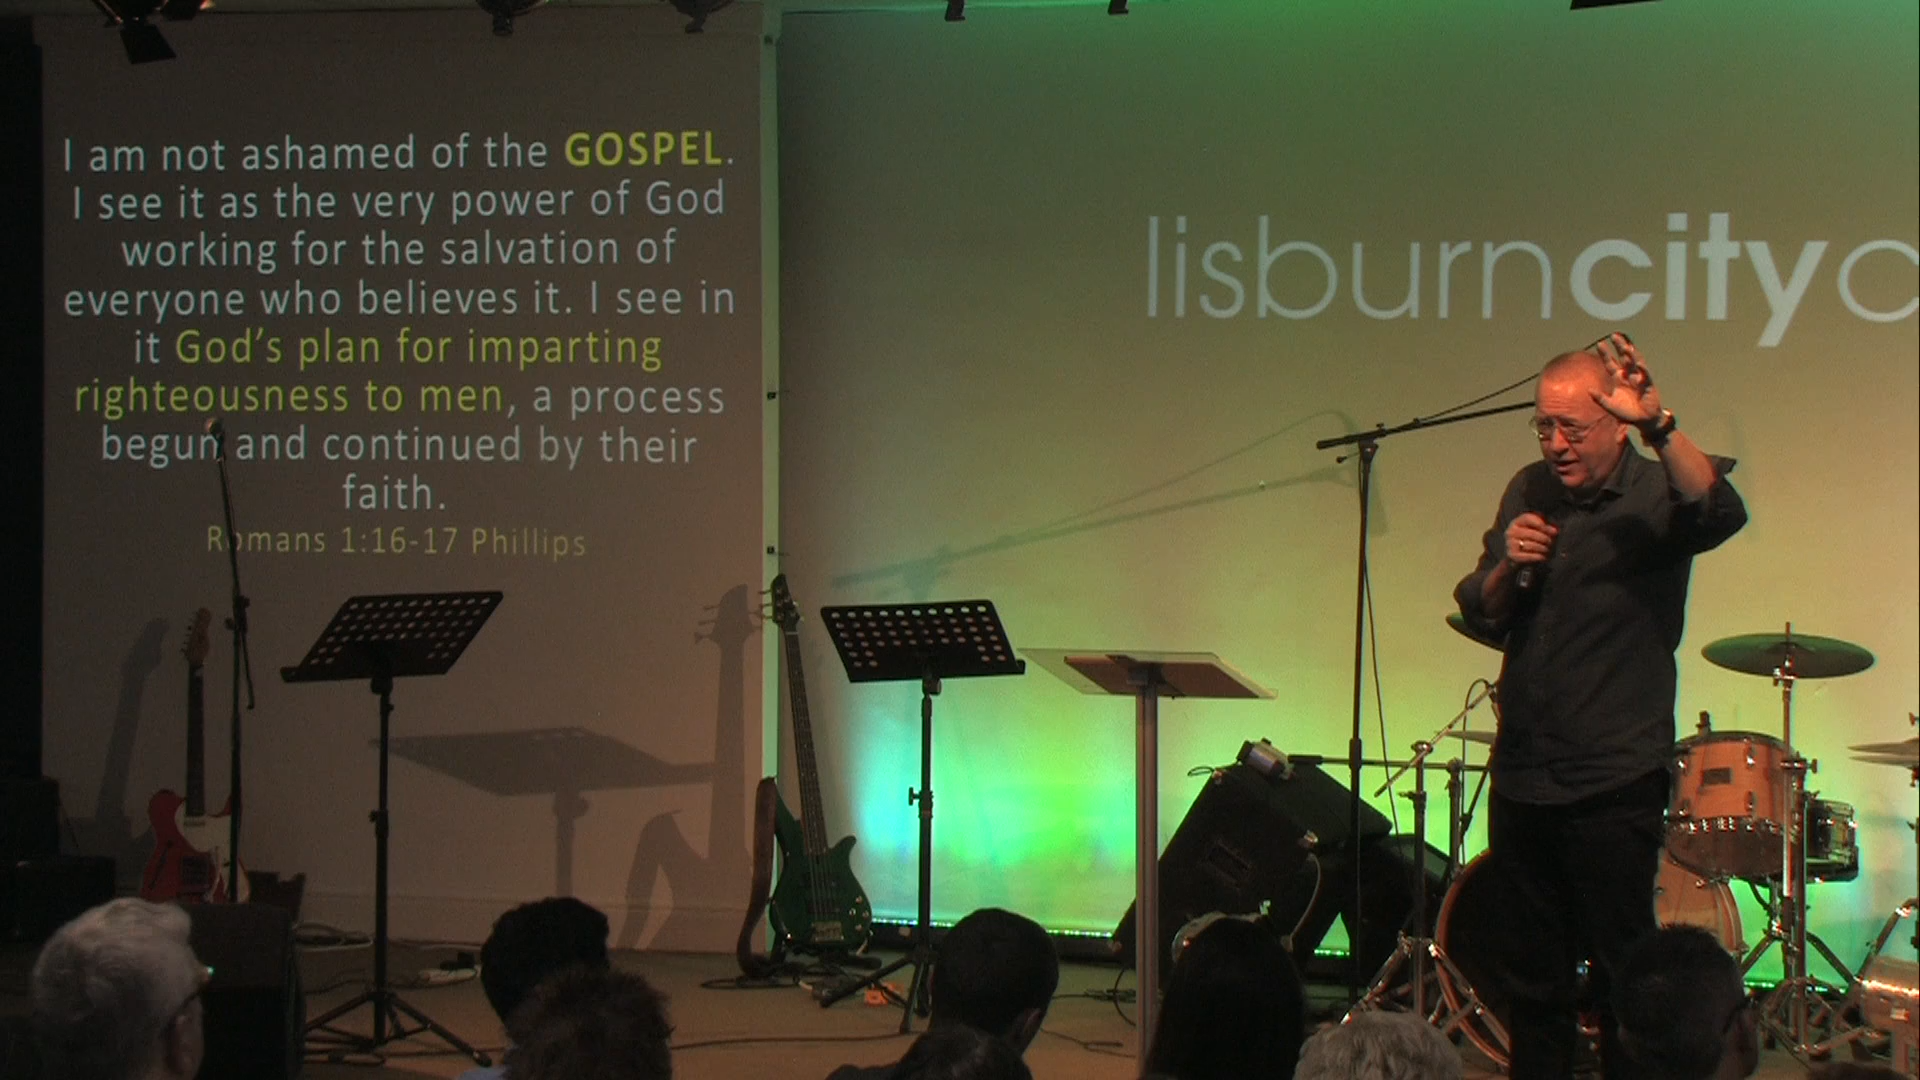 I am not ashamed of the GOSPEL.
I see it as the very power of God
working for the salvation of
everyone who believes it. I see in
it God's plan for imparting
righteousness to men, a process
begun and continued by their
faith.
Romans 1:16-17 Phillips
lisburncityc